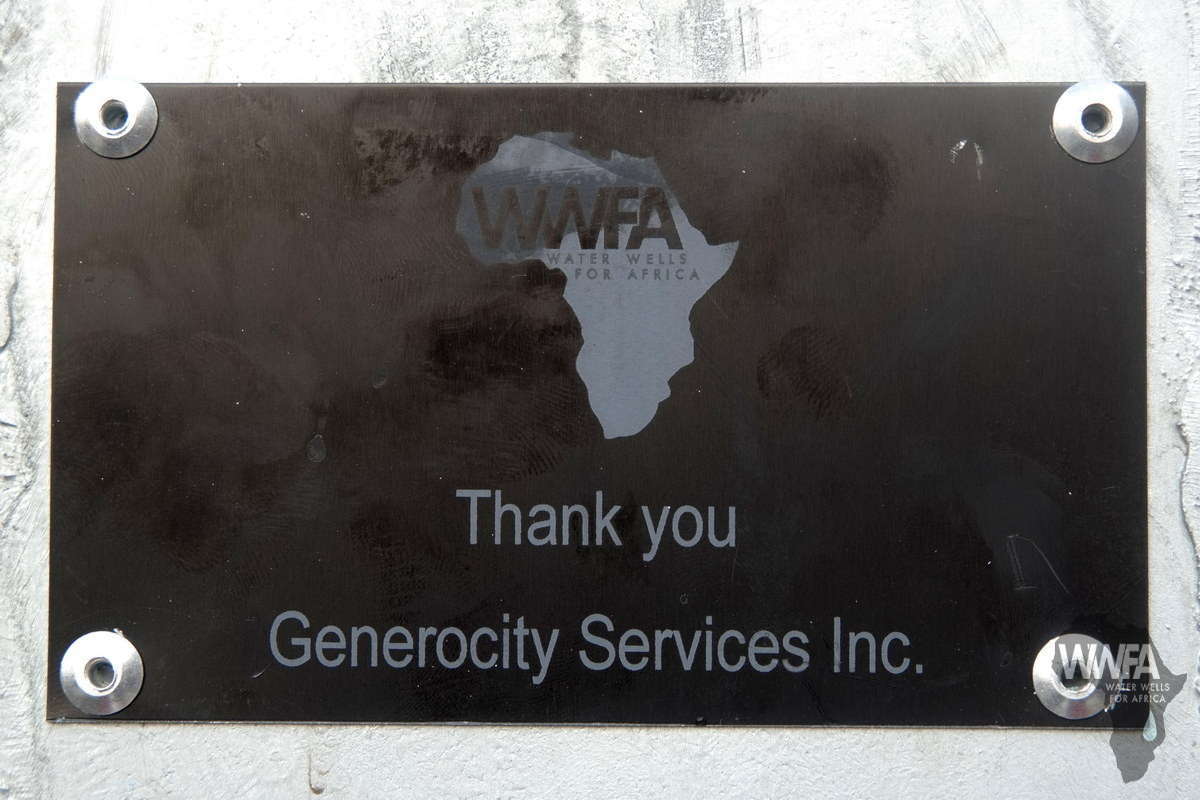 WWFA
WATER WELLS
FOR AFRICA
Thank you
Generocity Services Inc.
WWFA
WATER WELLS
FOR AFRICA